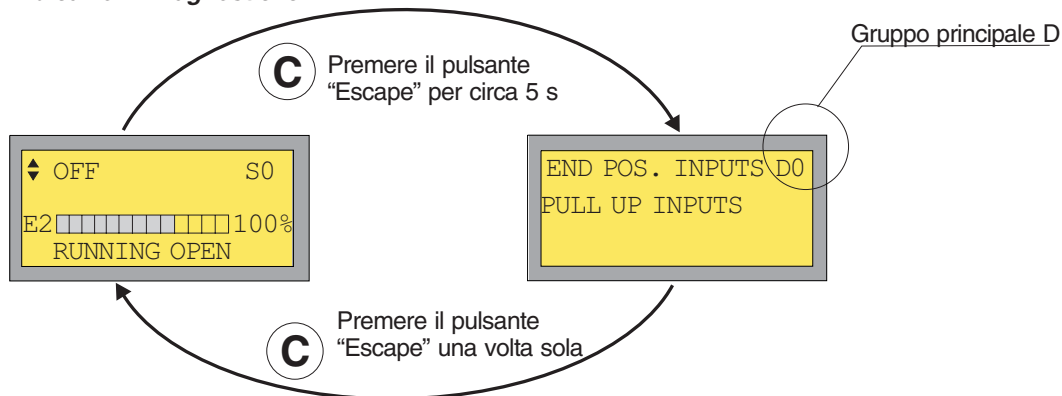 Gruppo principale D
C
Premere il pulsante
“Escape” per circa 5 s
OFF S0
E2 100%
RUNNING OPEN
END POS. INPUTS D0
PULL UP INPUTS
C
Premere il pulsante
“Escape” una volta sola